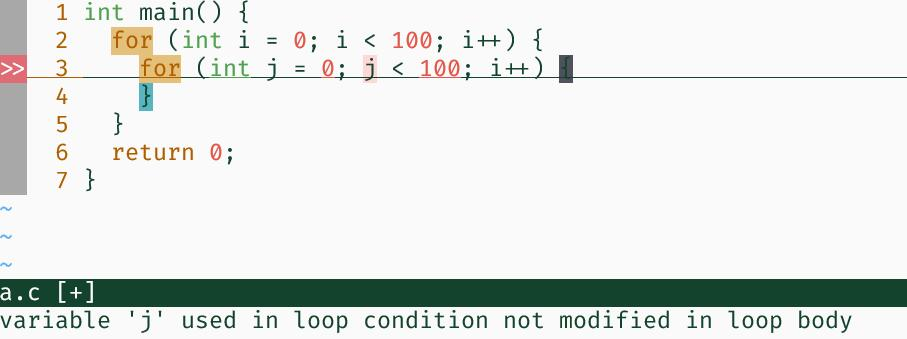 1 int main() {
2   for (int i = 0; i < 100; i++) {
>> 3     for (int j = 0; j < 100; i++) {
4     }
5   }
6   return 0;
7 }
~
~
~
a.c [+]
variable 'j' used in loop condition not modified in loop body